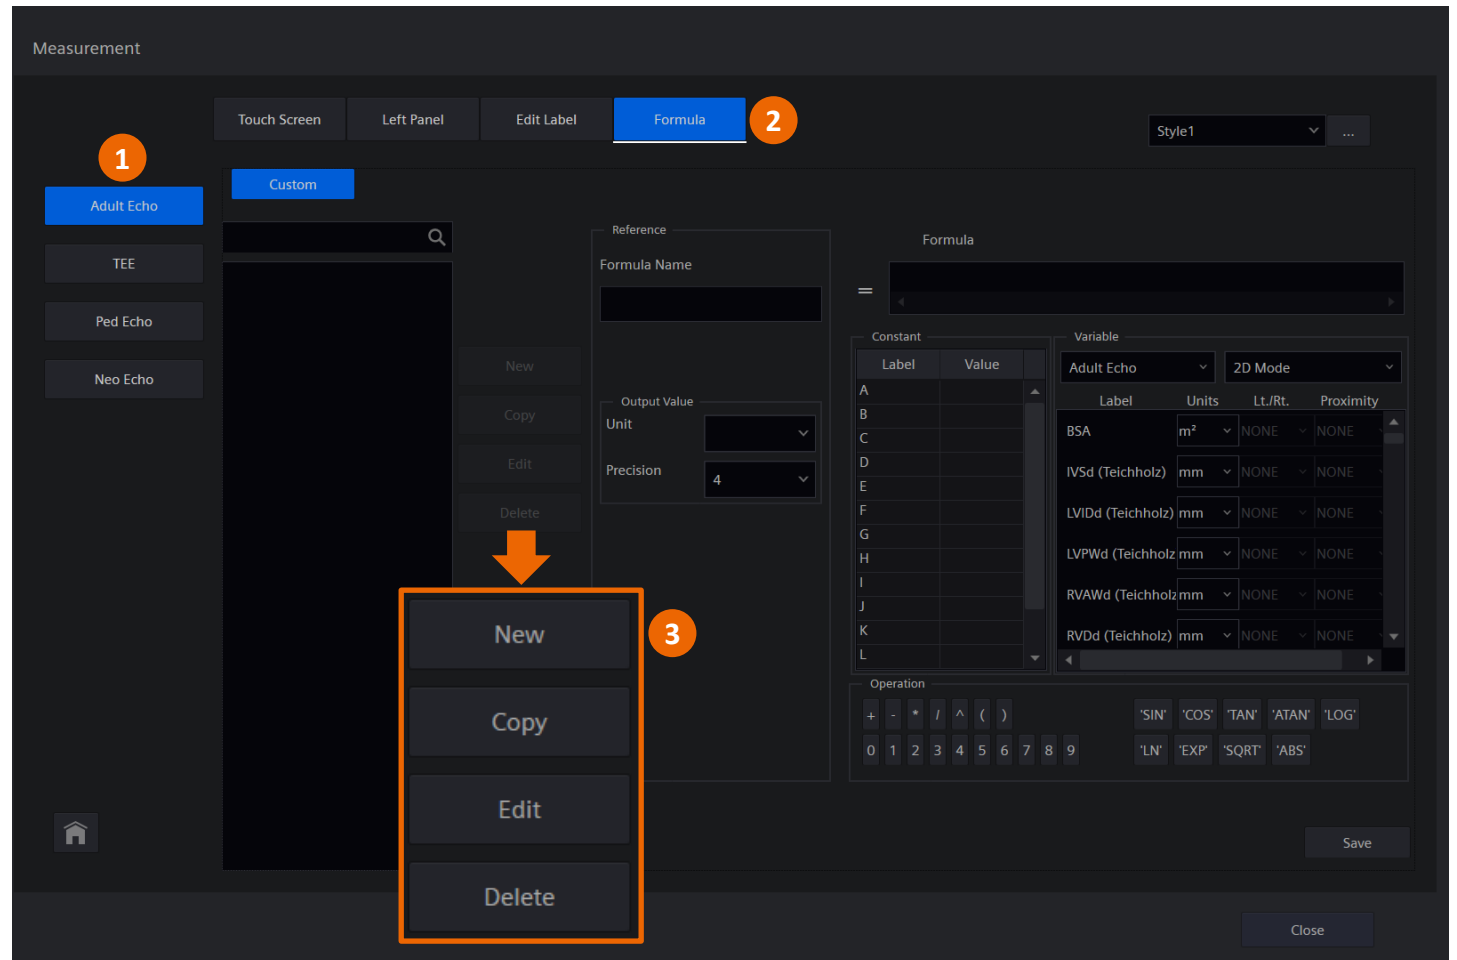 Measurement
Touch Screen
Left Panel
Edit Label
Formula
2
Style1
...
1
Adult Echo
TEE
Ped Echo
Neo Echo
Custom
New
Copy
Edit
Delete
Reference
Formula Name
Output Value
Unit
Precision
4
Formula
=
Constant
Label Value
A
B
C
D
E
F
G
H
I
J
K
L
Variable
Adult Echo
2D Mode
Label Units Lt./Rt. Proximity
BSA m² NONE NONE
IVSd (Teichholz) mm NONE NONE
LVIDd (Teichholz) mm NONE NONE
LVPWd (Teichholz mm NONE NONE
RVAWd (Teichholz mm NONE NONE
RVDd (Teichholz) mm NONE NONE
Operation
+ - * / ^ ( )
0 1 2 3 4 5 6 7 8 9
'SIN' 'COS' 'TAN' 'ATAN' 'LOG'
'LN' 'EXP' 'SQRT' 'ABS'
New
3
Copy
Edit
Delete
Save
Close